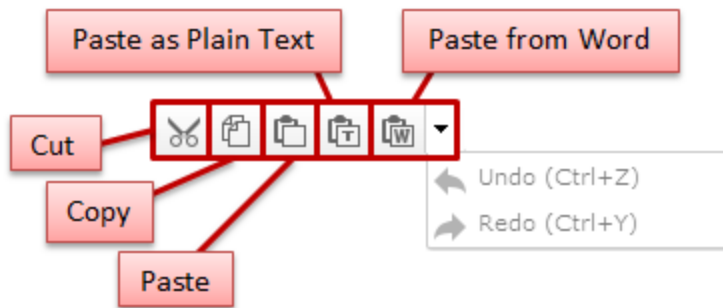 Paste as Plain Text
Paste from Word
T
W
Cut
Undo (Ctrl+Z)
Copy
Redo (Ctrl+Y)
Paste